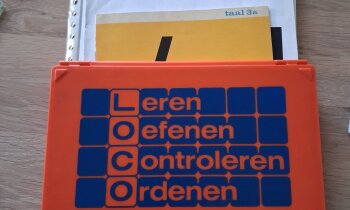 taal 3a
Leren
Oefenen
Controleren
Ordenen